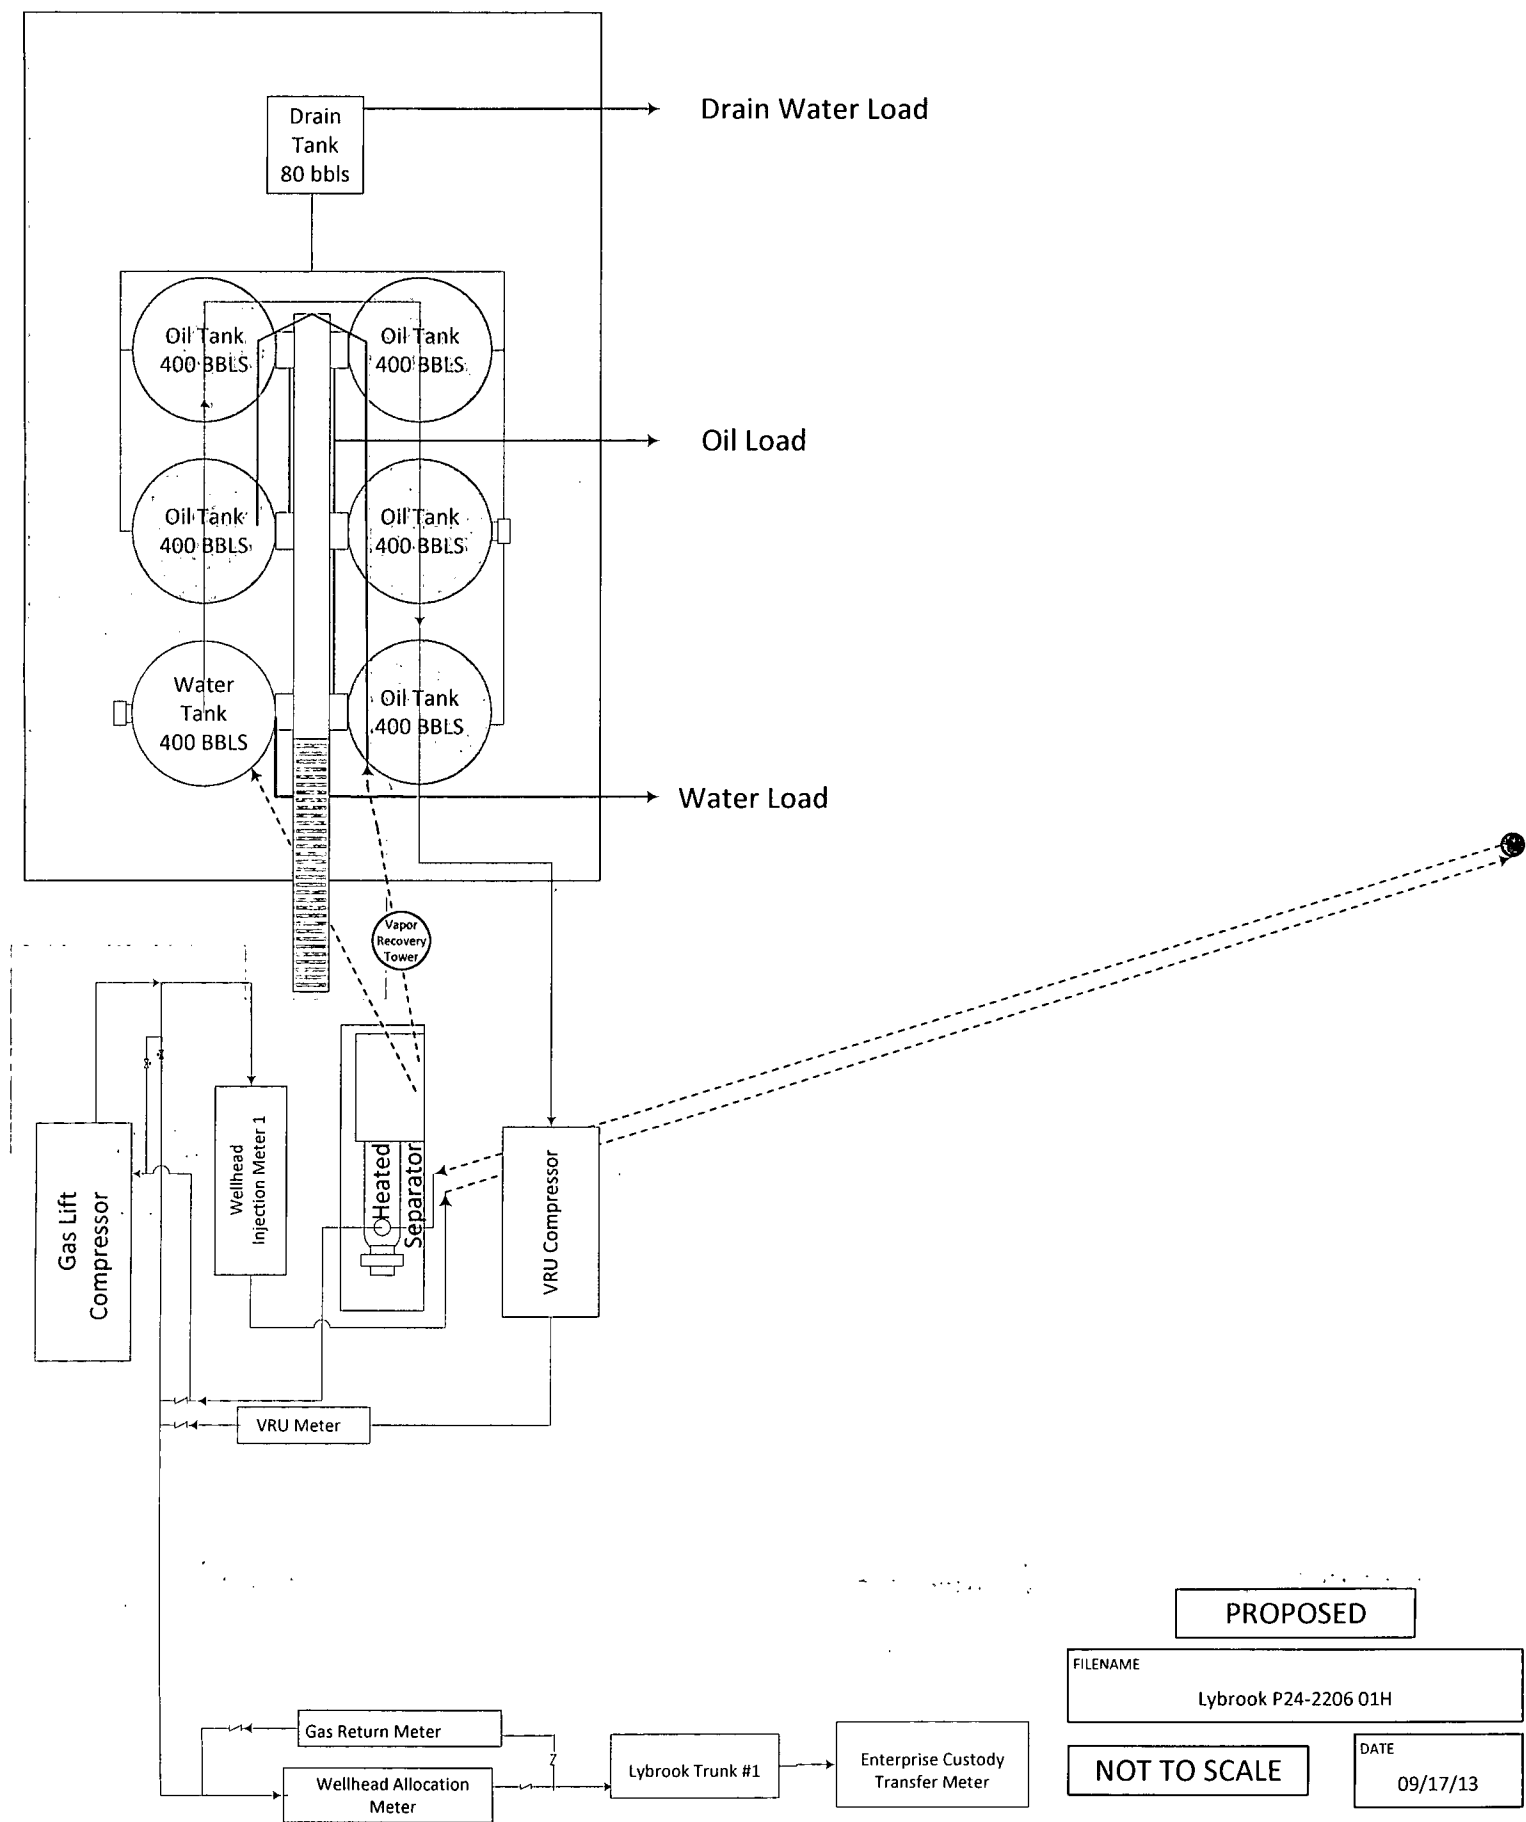 Drain
Tank
80 bbls
Drain Water Load
Oil Tank
400 BBLS
Oil Tank
400 BBLS
Oil Load
Oil Tank
400 BBLS
Oil Tank
400 BBLS
Water
Tank
400 BBLS
Oil Tank
400 BBLS
Water Load
Vapor
Recovery
Tower
Gas Lift
Compressor
Wellhead
Injection Meter 1
Heated
Separator
VRU Compressor
VRU Meter
PROPOSED
FILENAME
Lybrook P24-2206 01H
Gas Return Meter
Wellhead Allocation
Meter
Lybrook Trunk #1
Enterprise Custody
Transfer Meter
NOT TO SCALE
DATE
09/17/13